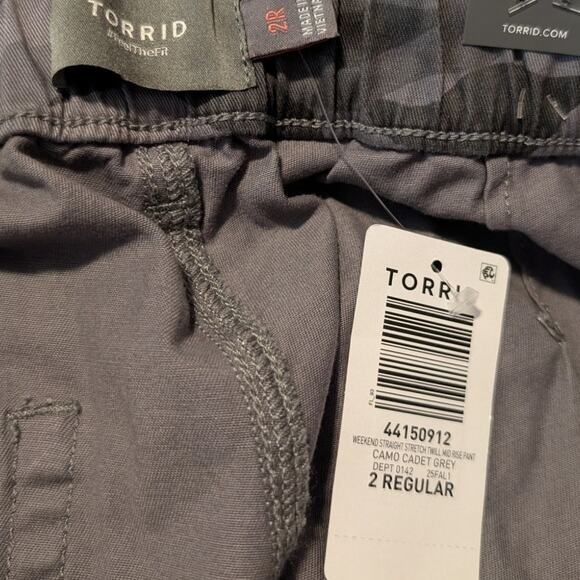 TORRID
#FeelTheFit
2R
MADE IN
VIETNAM
TORRID.COM
TORRID
FL_93
44150912
WEEKEND STRAIGHT STRETCH TWILL MID RISE PANT
CAMO CADET GREY
DEPT 0142 25FAL1
2 REGULAR